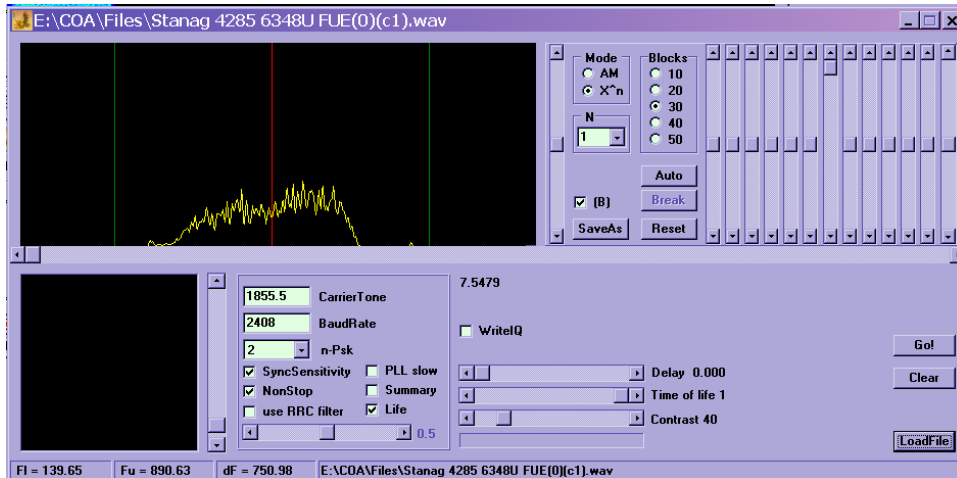 E:\COA\Files\Stanag 4285 6348U FUE(0)(c1).wav
Mode
AM
X^n
N
1
Blocks
10
20
30
40
50
(B)
Auto
Break
SaveAs
Reset
1855.5 CarrierTone
2408 BaudRate
2 n-Psk
SyncSensitivity
PLL slow
NonStop
Summary
use RRC filter
Life
0.5
7.5479
WriteIQ
Delay 0.000
Time of life 1
Contrast 40
Go!
Clear
LoadFile
Fl = 139.65 Fu = 890.63 dF = 750.98 E:\COA\Files\Stanag 4285 6348U FUE(0)(c1).wav